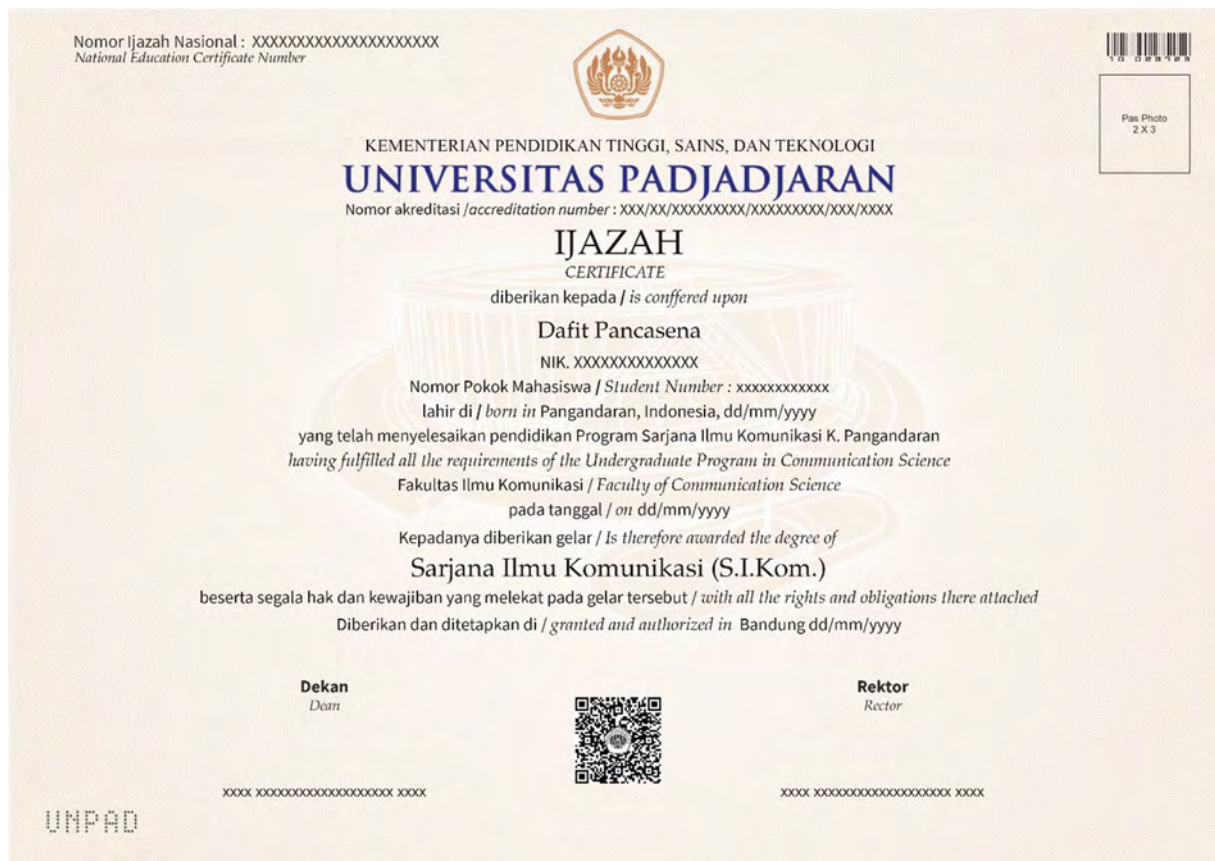 Nomor Ijazah Nasional : XXXXXXXXXXXXXXXXXXXXX
National Education Certificate Number
Pas Photo
2 X 3
KEMENTERIAN PENDIDIKAN TINGGI, SAINS, DAN TEKNOLOGI
UNIVERSITAS PADJADJARAN
Nomor akreditasi /accreditation number : XXX/XX/XXXXXXXXX/XXXXXXXXX/XXX/XXXX
IJAZAH
CERTIFICATE
diberikan kepada / is conffered upon
Dafit Pancasena
NIK. XXXXXXXXXXXXXX
Nomor Pokok Mahasiswa / Student Number : xxxxxxxxxxxx
lahir di / born in Pangandaran, Indonesia, dd/mm/yyyy
yang telah menyelesaikan pendidikan Program Sarjana Ilmu Komunikasi K. Pangandaran
having fulfilled all the requirements of the Undergraduate Program in Communication Science
Fakultas Ilmu Komunikasi / Faculty of Communication Science
pada tanggal / on dd/mm/yyyy
Kepadanya diberikan gelar / Is therefore awarded the degree of
Sarjana Ilmu Komunikasi (S.I.Kom.)
beserta segala hak dan kewajiban yang melekat pada gelar tersebut / with all the rights and obligations there attached
Diberikan dan ditetapkan di / granted and authorized in Bandung dd/mm/yyyy
Dekan
Dean
Rektor
Rector
xxxx xxxxxxxxxxxxxxxxxxxx xxxx
xxxx xxxxxxxxxxxxxxxxxxxx xxxx
UNPAD